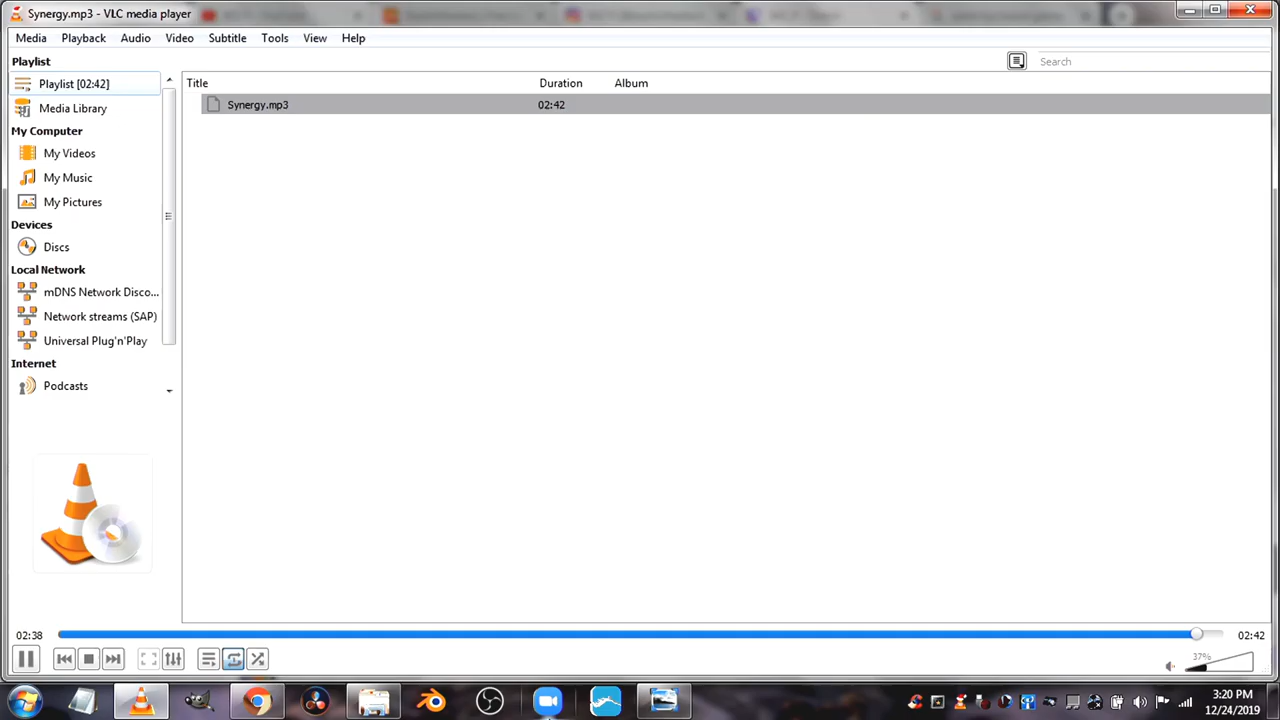 Synergy.mp3 - VLC media player
Media Playback Audio Video Subtitle Tools View Help
Playlist
Search
Playlist [02:42]
Title Duration Album
Synergy.mp3 02:42
Media Library
My Computer
My Videos
My Music
My Pictures
Devices
Discs
Local Network
mDNS Network Disco...
Network streams (SAP)
Universal Plug'n'Play
Internet
Podcasts
02:38 02:42
37%
3:20 PM
12/24/2019